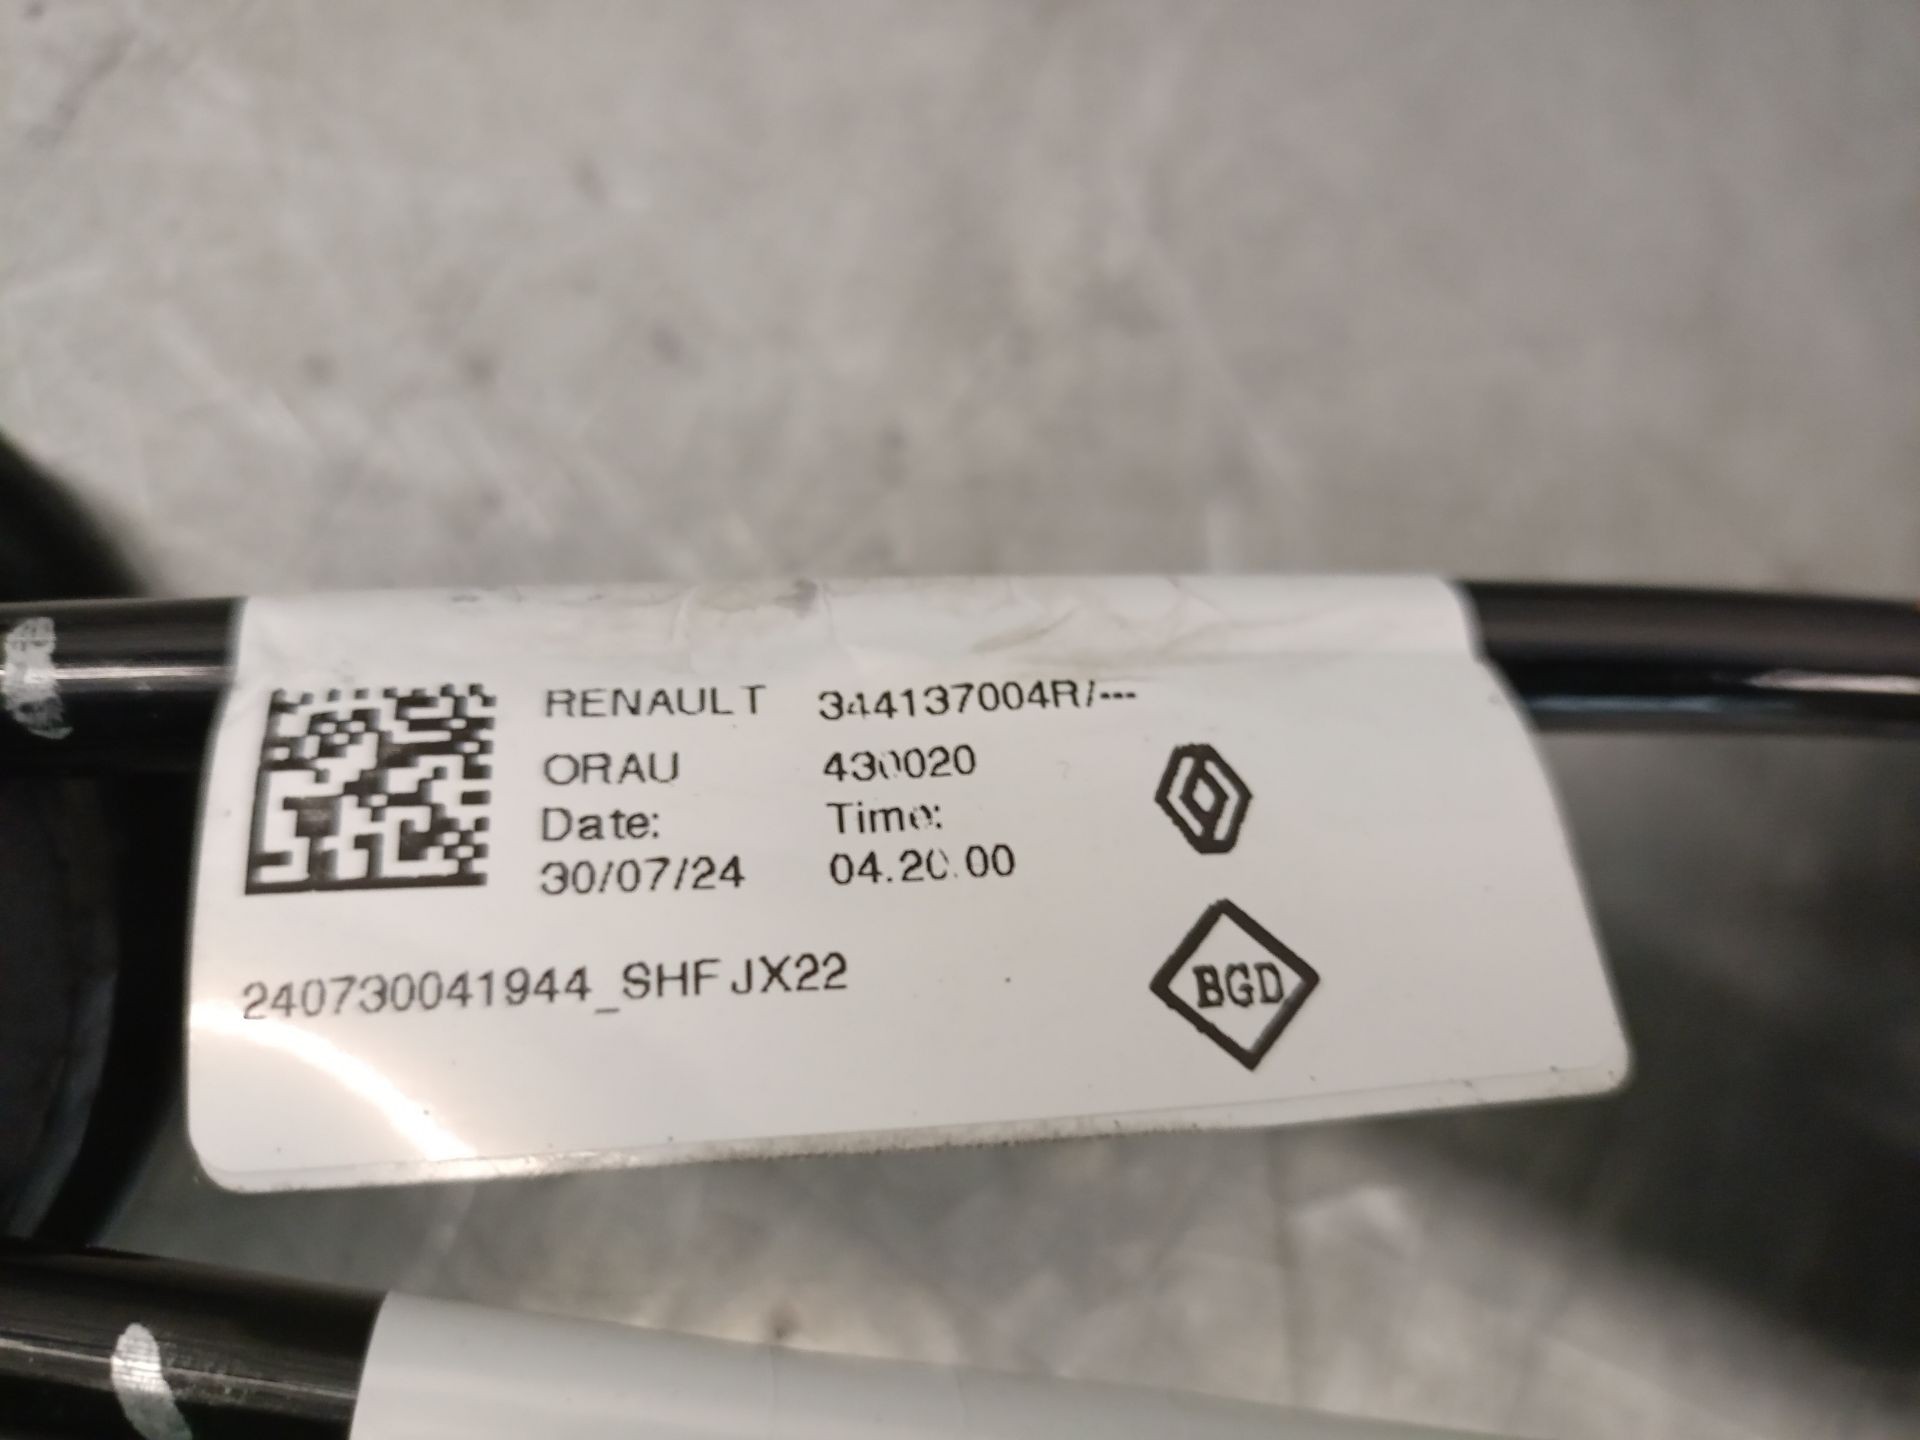 RENAULT 344137004R/---
ORAU 430020
Date: Time:
30/07/24 04.20.00
240730041944_SHFJX22
BGD